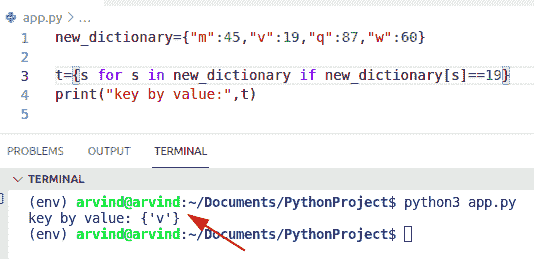 app.py > ...
1 new_dictionary={"m":45,"v":19,"q":87,"w":60}
2
3 t={s for s in new_dictionary if new_dictionary[s]==19}
4 print("key by value:",t)
5
PROBLEMS OUTPUT TERMINAL
TERMINAL
(env) arvind@arvind:~/Documents/PythonProject$ python3 app.py
key by value: {'v'}
(env) arvind@arvind:~/Documents/PythonProject$